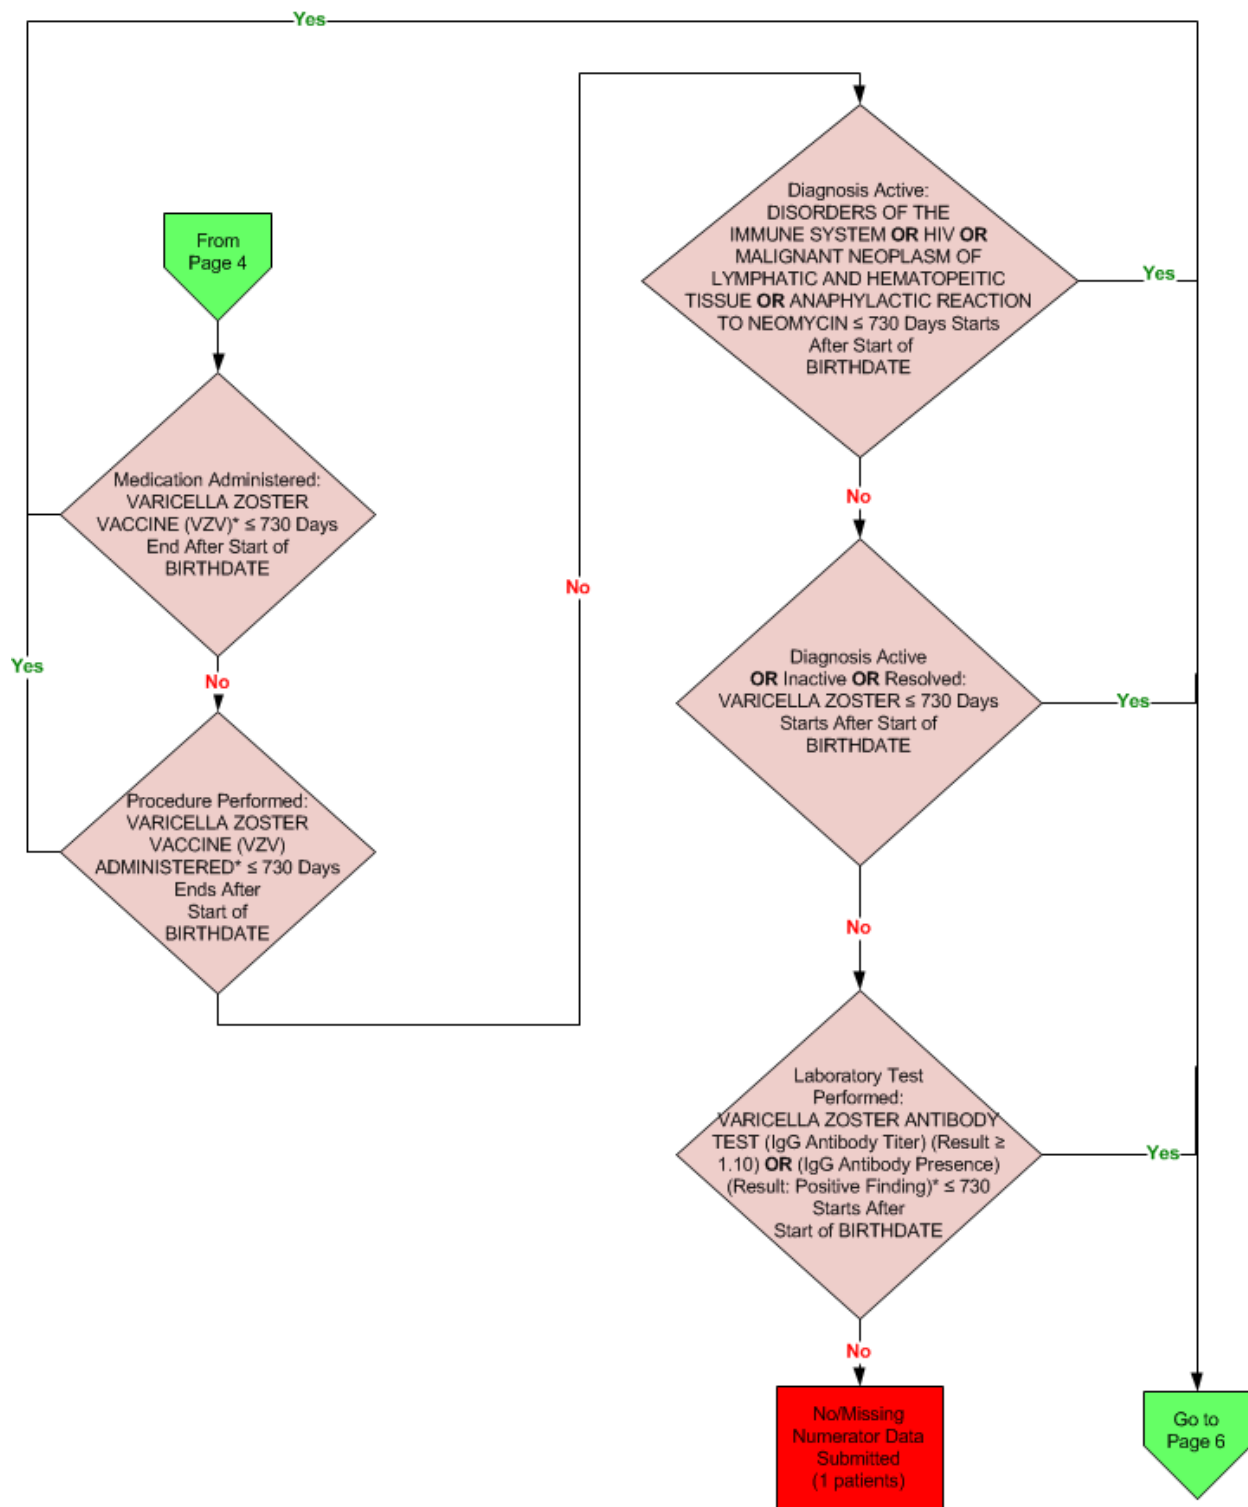 Yes
From
Page 4
Medication Administered:
VARICELLA ZOSTER
VACCINE (VZV)* ≤ 730 Days
End After Start of
BIRTHDATE
Yes
No
Procedure Performed:
VARICELLA ZOSTER
VACCINE (VZV)
ADMINISTERED* ≤ 730 Days
Ends After
Start of
BIRTHDATE
No
Diagnosis Active:
DISORDERS OF THE
IMMUNE SYSTEM OR HIV OR
MALIGNANT NEOPLASM OF
LYMPHATIC AND HEMATOPEITIC
TISSUE OR ANAPHYLACTIC REACTION
TO NEOMYCIN ≤ 730 Days Starts
After Start of
BIRTHDATE
Yes
No
Diagnosis Active
OR Inactive OR Resolved:
VARICELLA ZOSTER ≤ 730 Days
Starts After Start of
BIRTHDATE
Yes
No
Laboratory Test
Performed:
VARICELLA ZOSTER ANTIBODY
TEST (IgG Antibody Titer) (Result ≥
1.10) OR (IgG Antibody Presence)
(Result: Positive Finding)* ≤ 730
Starts After
Start of BIRTHDATE
Yes
No
No/Missing
Numerator Data
Submitted
(1 patients)
Go to
Page 6